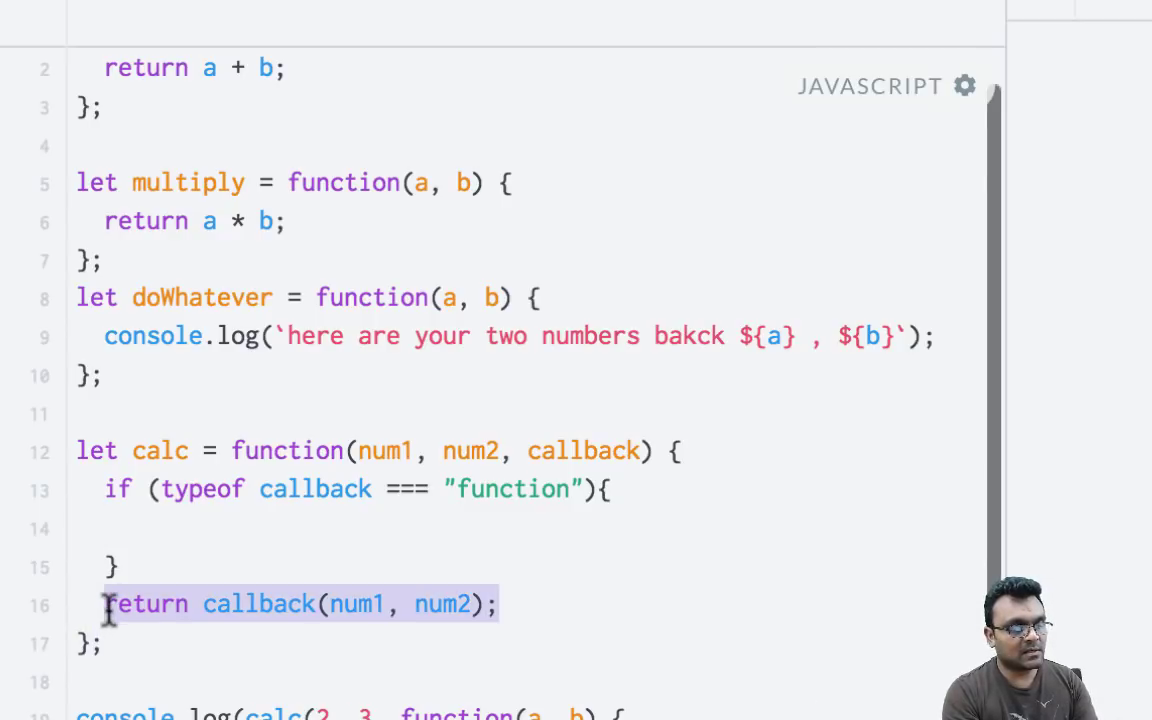 2 return a + b;
JAVASCRIPT
3 };
4
5 let multiply = function(a, b) {
6 return a * b;
7 };
8 let doWhatever = function(a, b) {
9 console.log(`here are your two numbers bakck ${a} , ${b}`);
10 };
11
12 let calc = function(num1, num2, callback) {
13 if (typeof callback === "function"){
14
15 }
16 return callback(num1, num2);
17 };
18
19 console.log(calc(2, 3, function(a, b) {